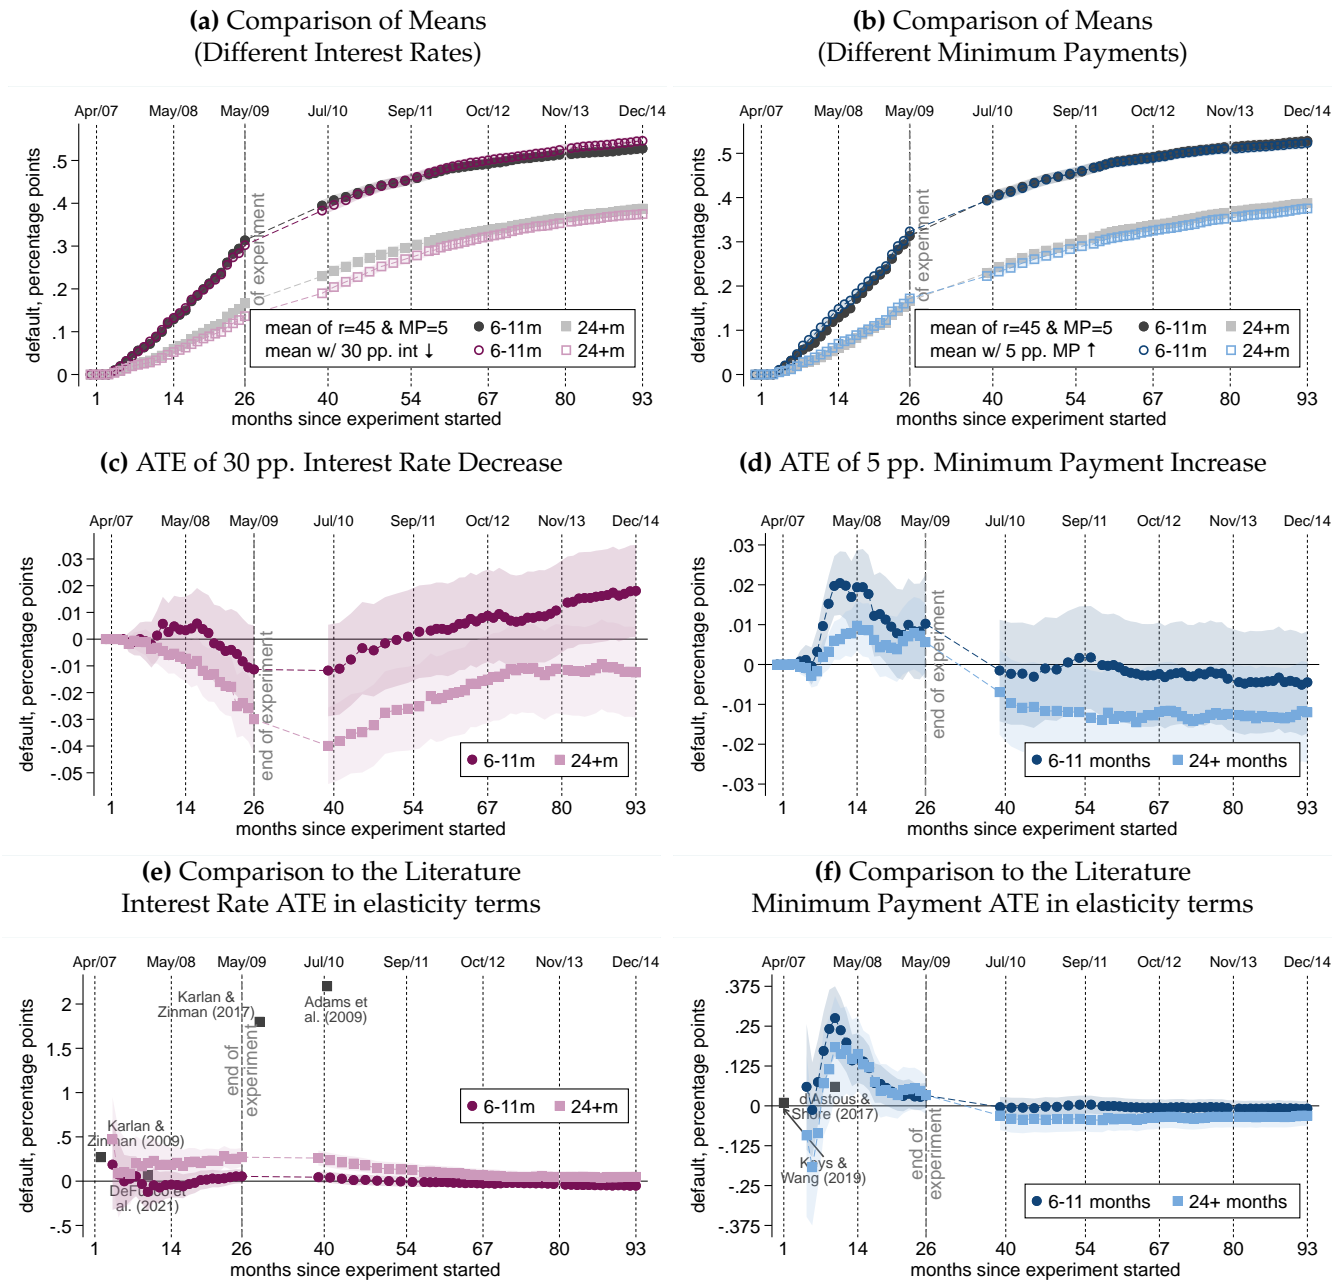 (a) Comparison of Means
(Different Interest Rates)
Apr/07 May/08 May/09 Jul/10 Sep/11 Oct/12 Nov/13 Dec/14
default, percentage points
.5
.4
.3
.2
.1
0
end of experiment
mean of r=45 & MP=5 6-11m 24+m
mean w/ 30 pp. int ↓ 6-11m 24+m
1 14 26 40 54 67 80 93
months since experiment started
(b) Comparison of Means
(Different Minimum Payments)
Apr/07 May/08 May/09 Jul/10 Sep/11 Oct/12 Nov/13 Dec/14
default, percentage points
.5
.4
.3
.2
.1
0
end of experiment
mean of r=45 & MP=5 6-11m 24+m
mean w/ 5 pp. MP ↑ 6-11m 24+m
1 14 26 40 54 67 80 93
months since experiment started
(c) ATE of 30 pp. Interest Rate Decrease
Apr/07 May/08 May/09 Jul/10 Sep/11 Oct/12 Nov/13 Dec/14
default, percentage points
.03
.02
.01
0
-.01
-.02
-.03
-.04
-.05
end of experiment
6-11m 24+m
1 14 26 40 54 67 80 93
months since experiment started
(d) ATE of 5 pp. Minimum Payment Increase
Apr/07 May/08 May/09 Jul/10 Sep/11 Oct/12 Nov/13 Dec/14
default, percentage points
.03
.02
.01
0
-.01
-.02
-.03
end of experiment
6-11 months 24+ months
1 14 26 40 54 67 80 93
months since experiment started
(e) Comparison to the Literature
Interest Rate ATE in elasticity terms
Apr/07 May/08 May/09 Jul/10 Sep/11 Oct/12 Nov/13 Dec/14
default, percentage points
2
1.5
1
.5
0
-.5
Karlan &
Zinman (2017)
Adams et
al. (2009)
end of
experiment
Karlan &
Zinman (2009)
DeFusco et
al. (2021)
6-11m 24+m
1 14 26 40 54 67 80 93
months since experiment started
(f) Comparison to the Literature
Minimum Payment ATE in elasticity terms
Apr/07 May/08 May/09 Jul/10 Sep/11 Oct/12 Nov/13 Dec/14
default, percentage points
.375
.25
.125
0
-.125
-.25
-.375
d'Astous &
Shore (2017)
Keys &
Wang (2019)
end of
experiment
6-11 months 24+ months
1 14 26 40 54 67 80 93
months since experiment started